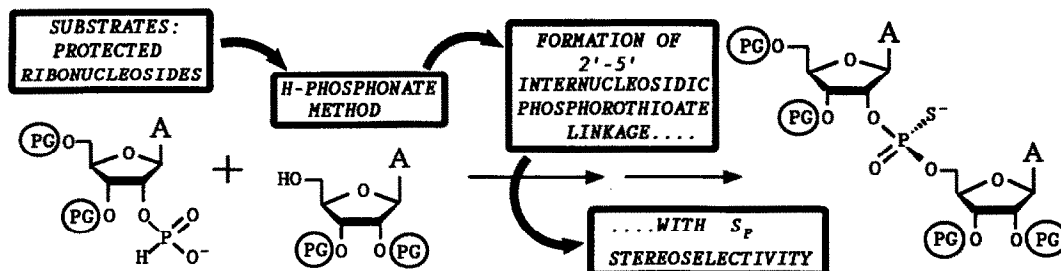 SUBSTRATES:
PROTECTED
RIBONUCLEOSIDES
H-PHOSPHONATE
METHOD
FORMATION OF
2'-5'
INTERNUCLEOSIDIC
PHOSPHOROTHIOATE
LINKAGE....
....WITH SP
STEREOSELECTIVITY
PG O O A
PG O O O
P
H O⁻
+
HO O A
O O
PG PG
PG O O A
PG O O S⁻
P
O O A
O
O O
PG PG